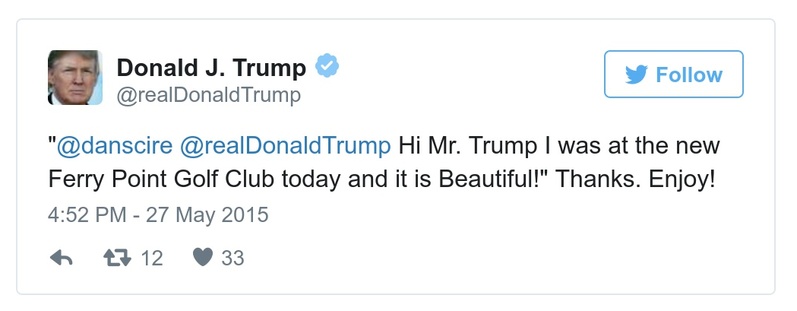 Donald J. Trump
@realDonaldTrump
Follow
"@danscire @realDonaldTrump Hi Mr. Trump I was at the new
Ferry Point Golf Club today and it is Beautiful!" Thanks. Enjoy!
4:52 PM - 27 May 2015
12 33